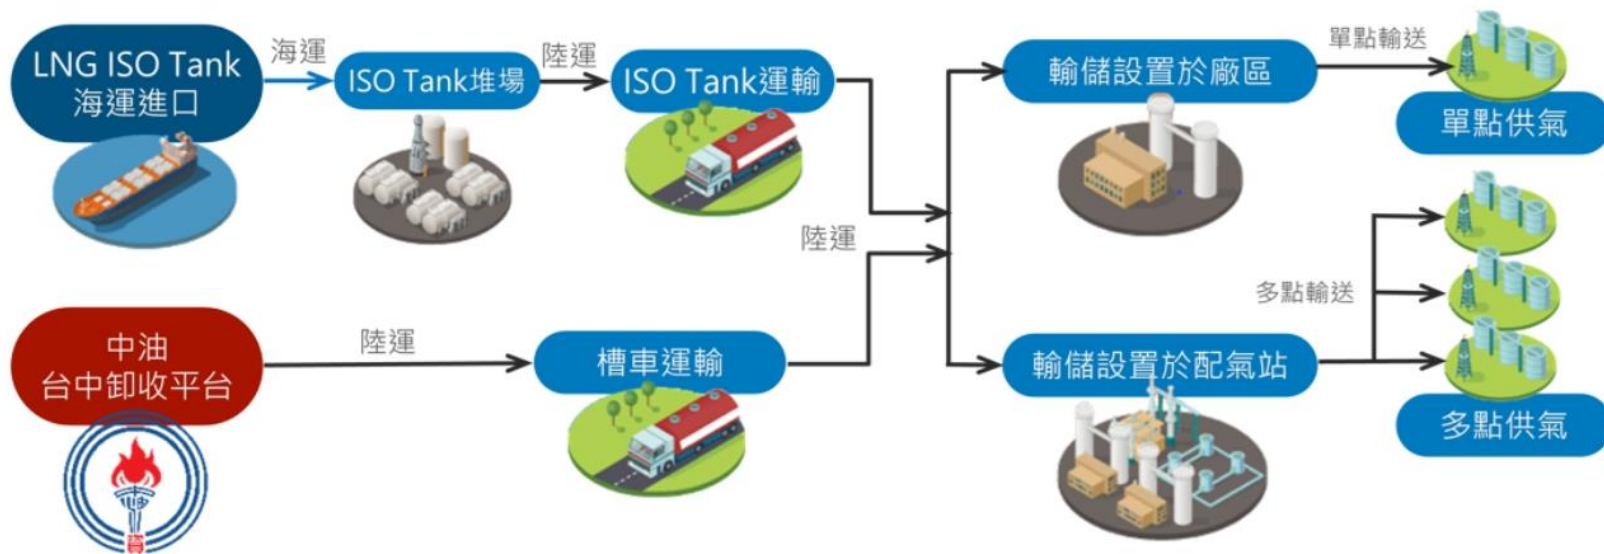 LNG ISO Tank
海運進口
海運
ISO Tank堆場
陸運
ISO Tank運輸
輸儲設置於廠區
單點輸送
單點供氣
陸運
中油
台中卸收平台
陸運
槽車運輸
輸儲設置於配氣站
多點輸送
多點供氣